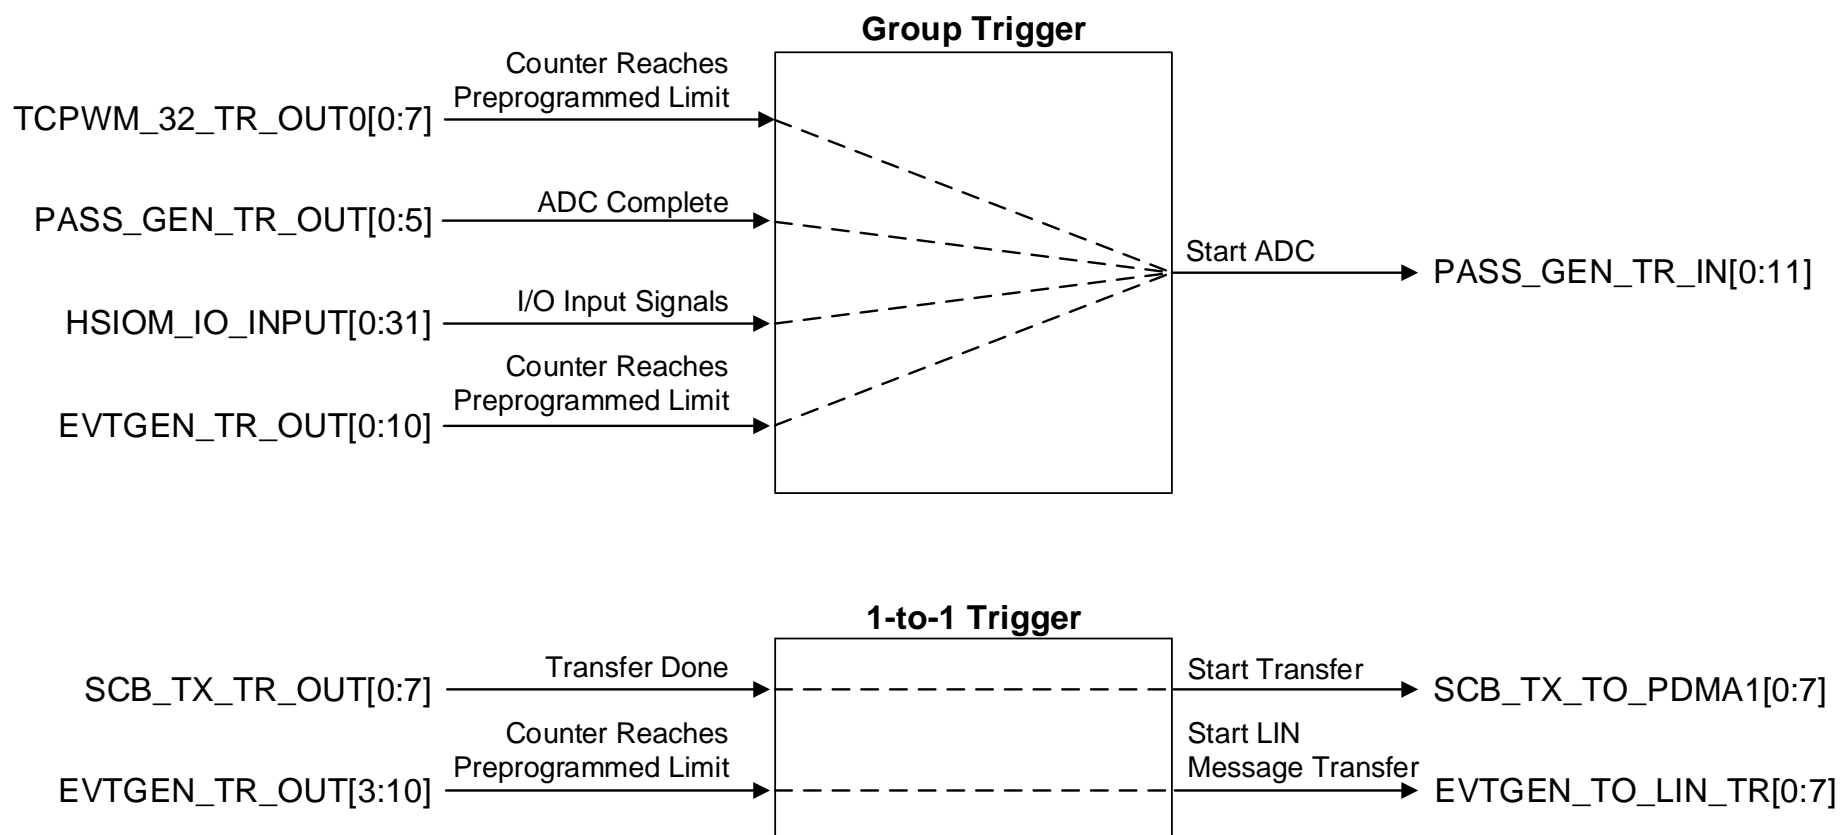 Group Trigger
Counter Reaches
Preprogrammed Limit
TCPWM_32_TR_OUT0[0:7]
ADC Complete
PASS_GEN_TR_OUT[0:5]
Start ADC
PASS_GEN_TR_IN[0:11]
I/O Input Signals
HSIOM_IO_INPUT[0:31]
Counter Reaches
Preprogrammed Limit
EVTGEN_TR_OUT[0:10]
1-to-1 Trigger
Transfer Done
SCB_TX_TR_OUT[0:7]
Start Transfer
SCB_TX_TO_PDMA1[0:7]
Counter Reaches
Preprogrammed Limit
EVTGEN_TR_OUT[3:10]
Start LIN
Message Transfer
EVTGEN_TO_LIN_TR[0:7]